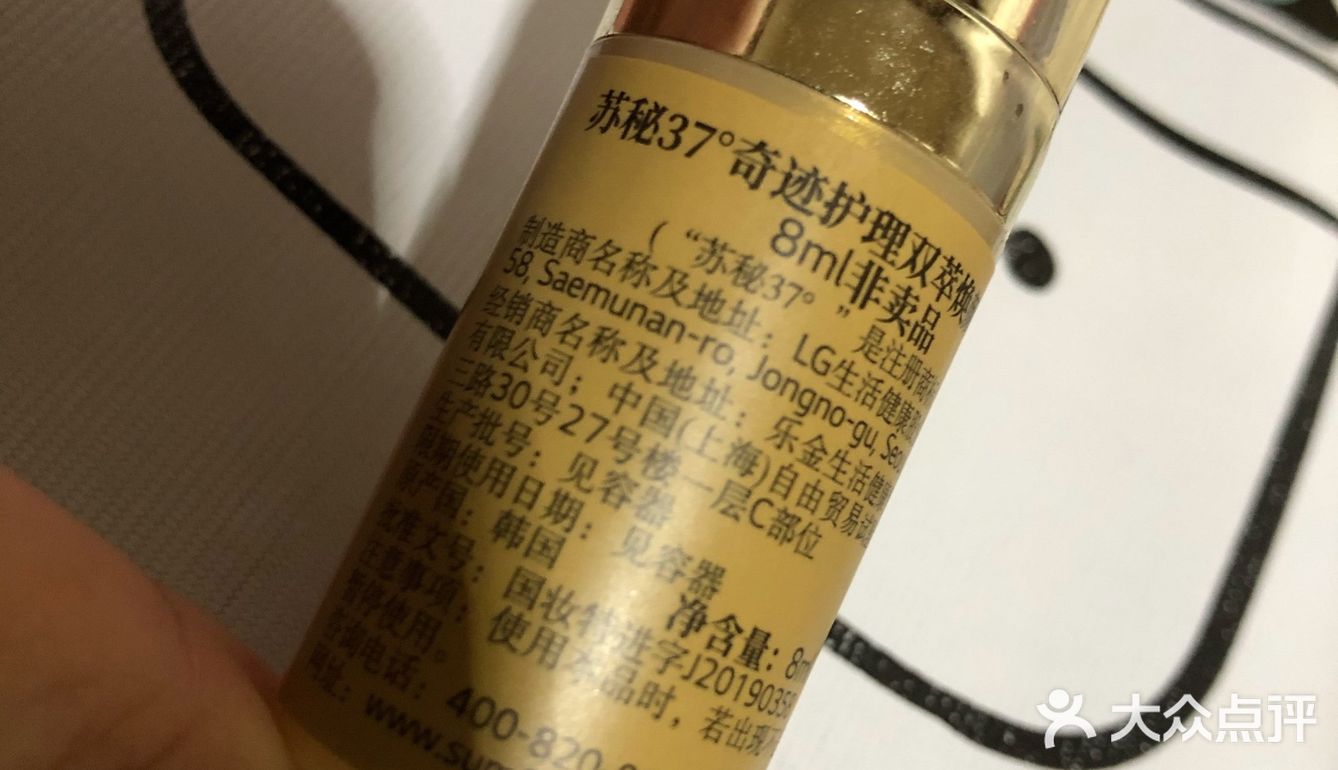 苏秘37°奇迹护理双萃焕
8ml非卖品
（“苏秘37°”是注册商标
制造商名称及地址：LG生活健康
58, Saemunan-ro, Jongno-gu, Seo
经销商名称及地址：乐金生活健康
有限公司；中国(上海)自由贸易试
三路30号27号楼一层C部位
生产批号：见容器
限期使用日期：见容器
原产国：韩国 净含量：8ml
批准文号：国妆特进字J2019035
注意事项：使用本品时，若出现
暂停使用。
咨询电话：400-820-
网址：www.sum
大众点评